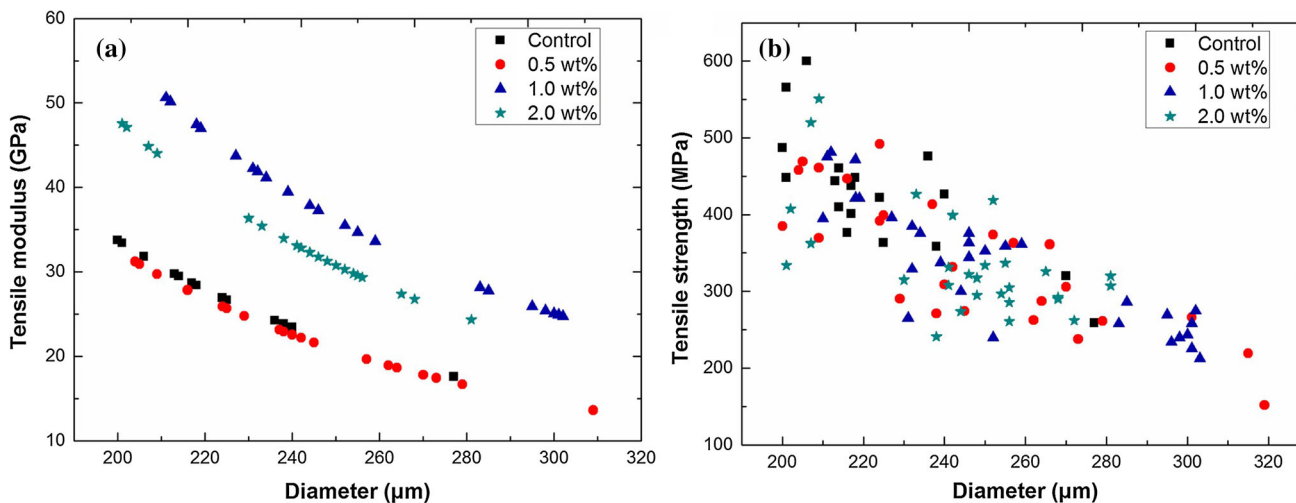 (a)
Control
0.5 wt%
1.0 wt%
2.0 wt%
Tensile modulus (GPa)
60
50
40
30
20
10
200 220 240 260 280 300 320
Diameter (µm)
(b)
Control
0.5 wt%
1.0 wt%
2.0 wt%
Tensile strength (MPa)
600
500
400
300
200
100
200 220 240 260 280 300 320
Diameter (µm)